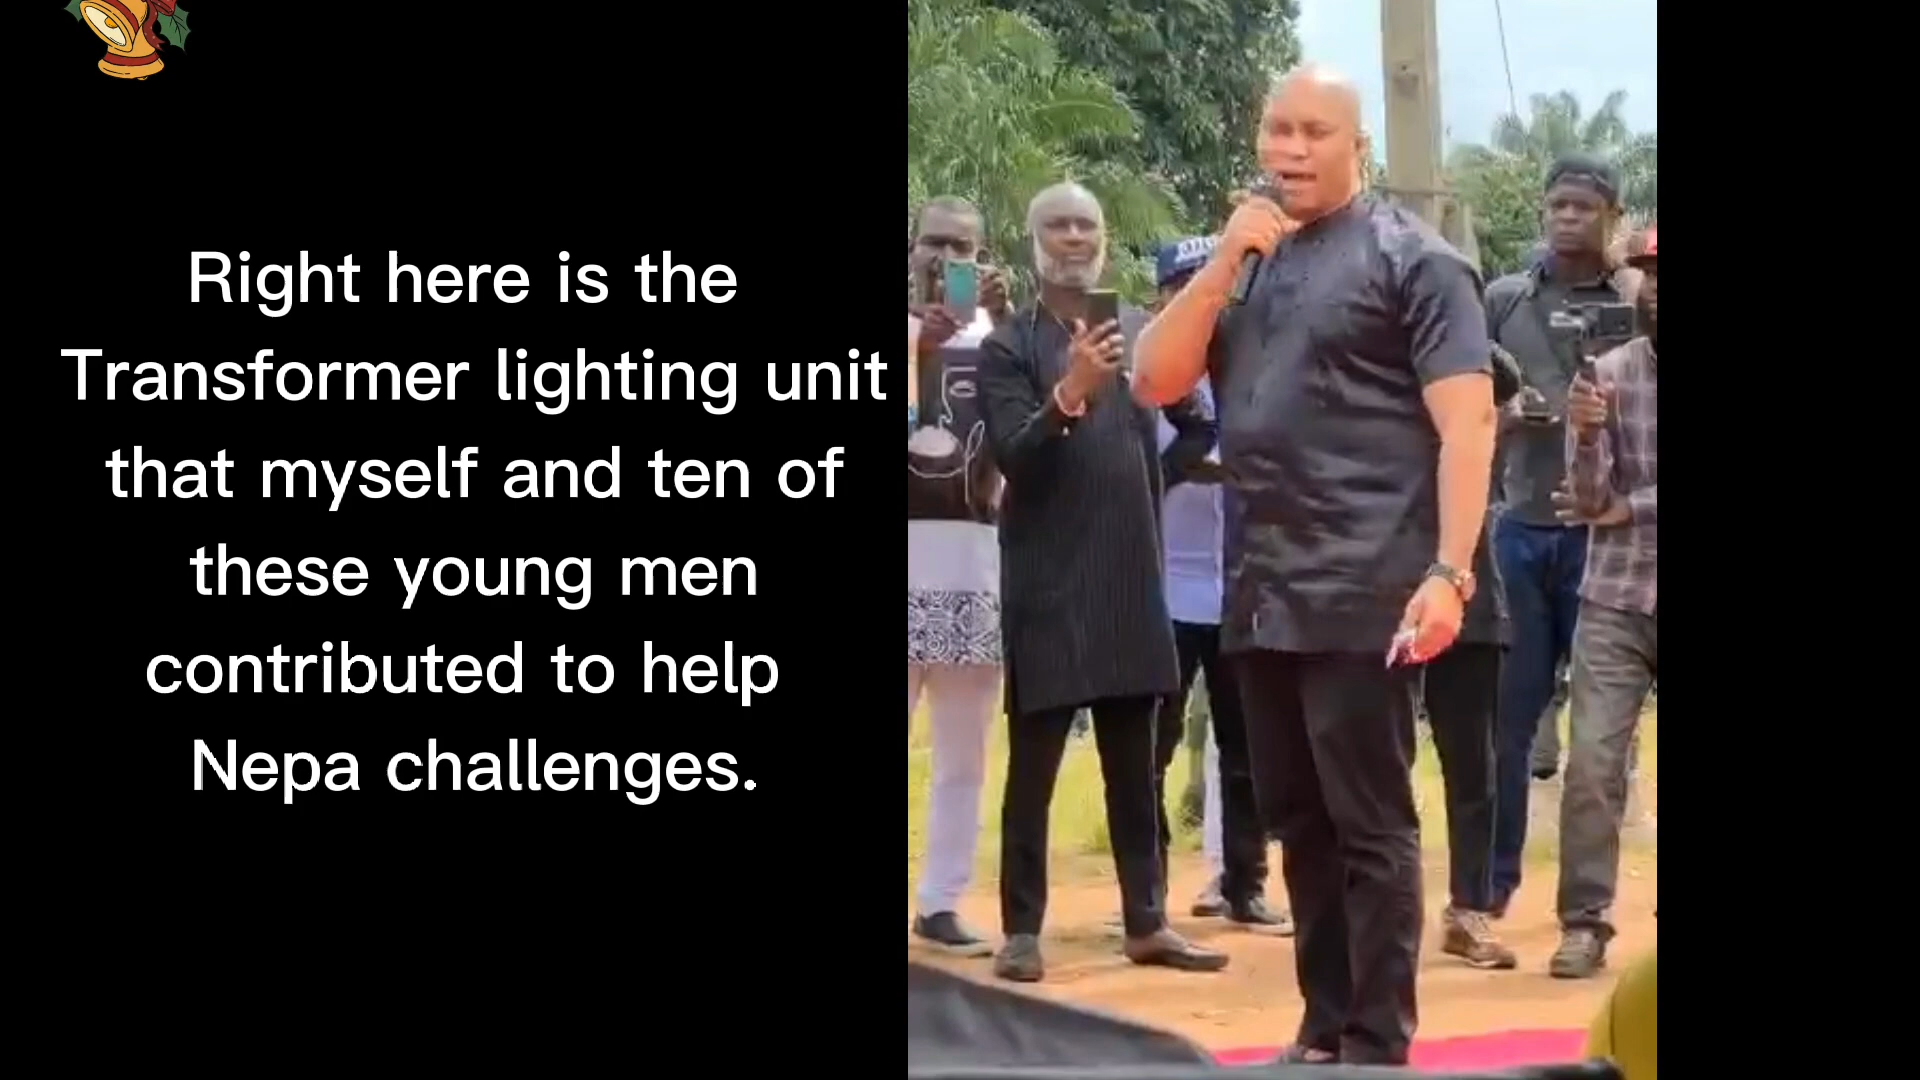 Right here is the
Transformer lighting unit
that myself and ten of
these young men
contributed to help
Nepa challenges.